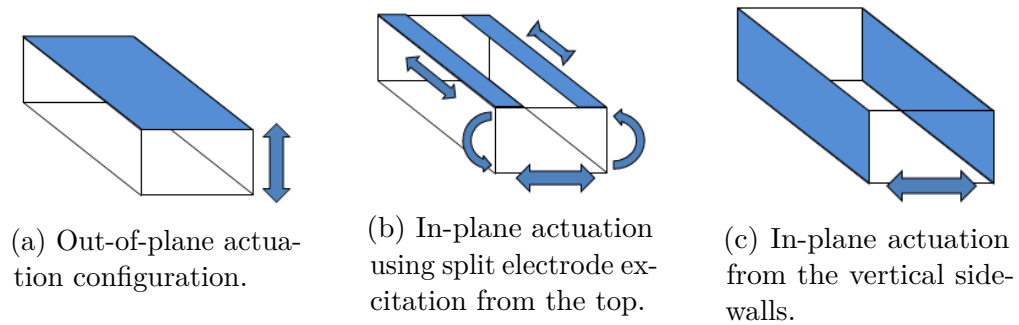 (a) Out-of-plane actua-
tion configuration.
(b) In-plane actuation
using split electrode ex-
citation from the top.
(c) In-plane actuation
from the vertical side-
walls.